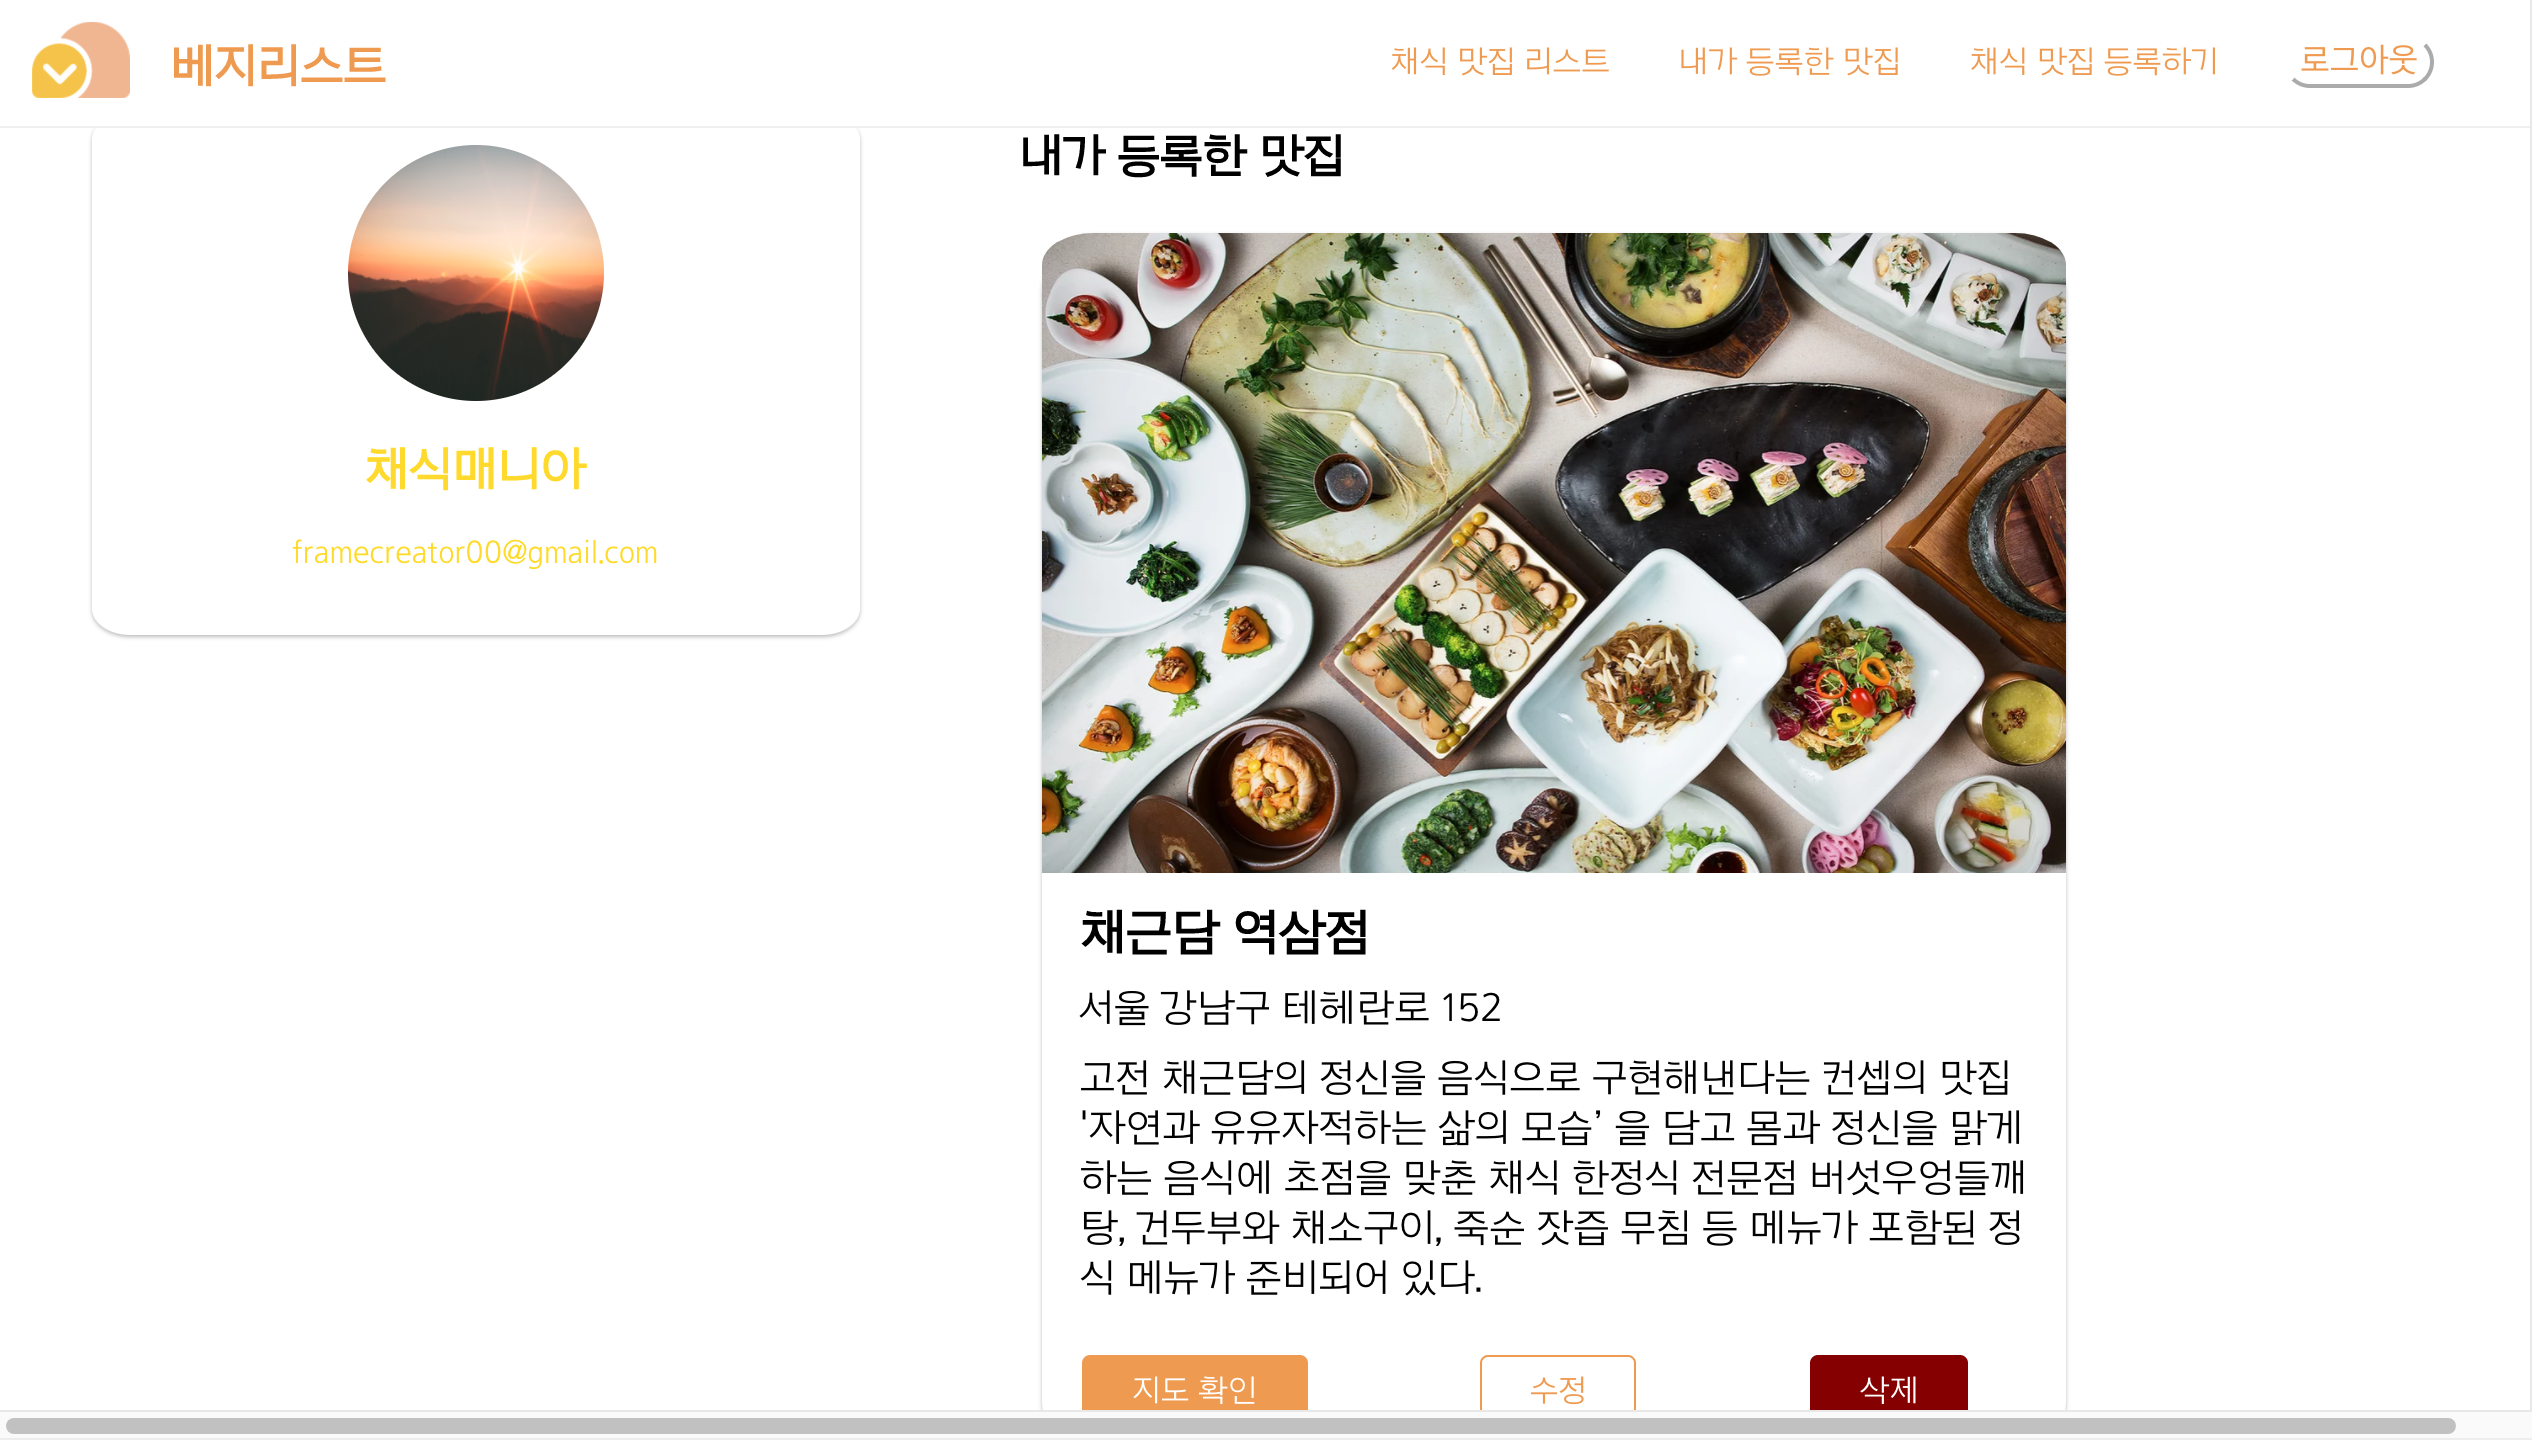 베지리스트
채식 맛집 리스트
내가 등록한 맛집
채식 맛집 등록하기
로그아웃
채식매니아
framecreator00@gmail.com
내가 등록한 맛집
채근담 역삼점
서울 강남구 테헤란로 152
고전 채근담의 정신을 음식으로 구현해낸다는 컨셉의 맛집
'자연과 유유자적하는 삶의 모습’ 을 담고 몸과 정신을 맑게
하는 음식에 초점을 맞춘 채식 한정식 전문점 버섯우엉들깨
탕, 건두부와 채소구이, 죽순 잣즙 무침 등 메뉴가 포함된 정
식 메뉴가 준비되어 있다.
지도 확인
수정
삭제